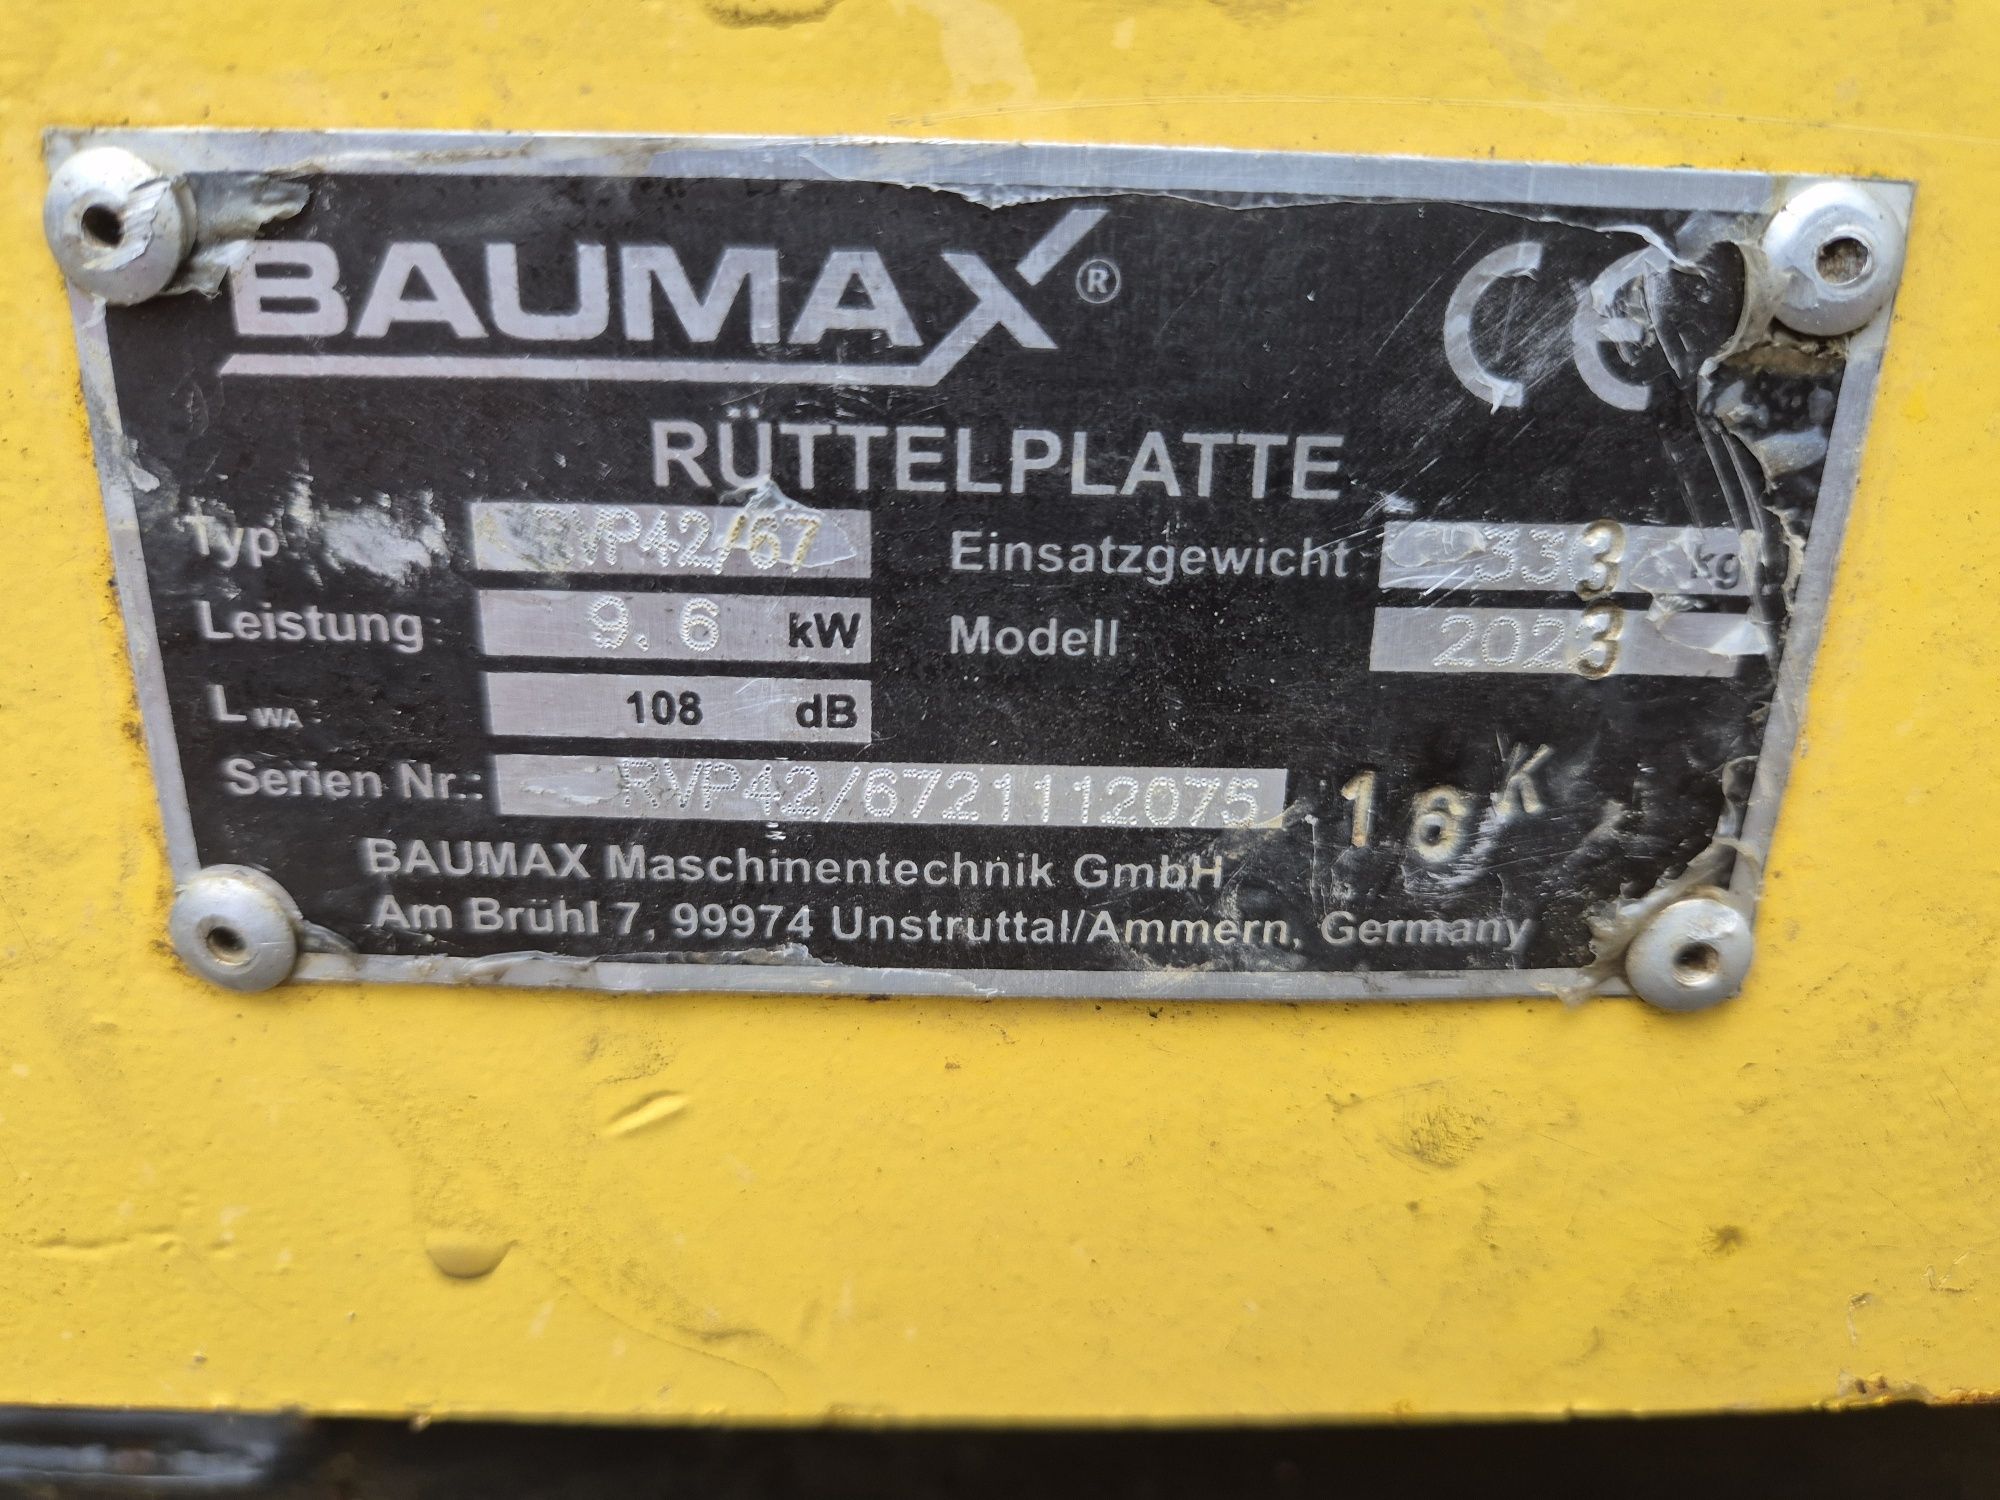 BAUMAX®
CE
RÜTTELPLATTE
Typ RVP42/67 Einsatzgewicht 333 kg
Leistung 9.6 kW Modell 2023
LWA: 108 dB
Serien Nr.: RVP42/6721112075 16K
BAUMAX Maschinentechnik GmbH
Am Brühl 7, 99974 Unstruttal/Ammern, Germany